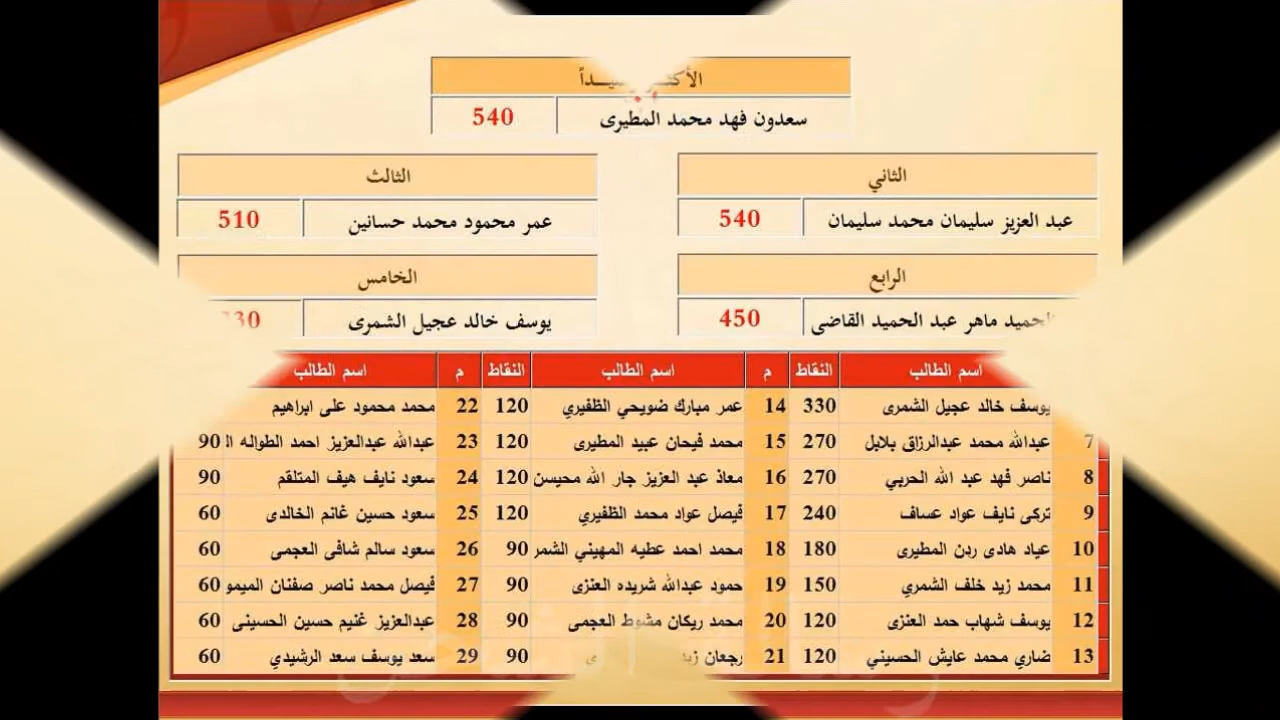 الأكثر
سعدون فهد محمد المطيرى 540
الثاني
عبد العزيز سليمان محمد سليمان 540
الثالث
عمر محمود محمد حسانين 510
الرابع
ماهر عبد الحميد القاضى 450
الخامس
يوسف خالد عجيل الشمرى
اسم الطالب النقاط م اسم الطالب النقاط م اسم الطالب
يوسف خالد عجيل الشمرى 330 14 عمر مبارك ضويحي الظفيري 120 22 محمد محمود على ابراهيم
7 عبدالله محمد عبدالرزاق بلابل 270 15 محمد فيحان عبيد المطيرى 120 23 عبدالله عبدالعزيز احمد الطواله ال 90
8 ناصر فهد عبد الله الحربي 270 16 معاذ عبد العزيز جار الله محيسن 120 24 سعود نايف هيف المتلقم 90
9 تركى نايف عواد عساف 240 17 فيصل عواد محمد الظفيري 120 25 سعود حسين غانم الخالدى 60
10 عياد هادى ردن المطيرى 180 18 محمد احمد عطيه المهيني الشمر 90 26 سعود سالم شافى العجمى 60
11 محمد زيد خلف الشمري 150 19 حمود عبدالله شريده العنزى 90 27 فيصل محمد ناصر صفنان الميمو 60
12 يوسف شهاب حمد العنزى 120 20 محمد ريكان مشوط العجمى 90 28 عبدالعزيز غنيم حسين الحسينى 60
13 ضاري محمد عايش الحسيني 120 21 رجعان 90 29 سعد يوسف سعد الرشيدي 60